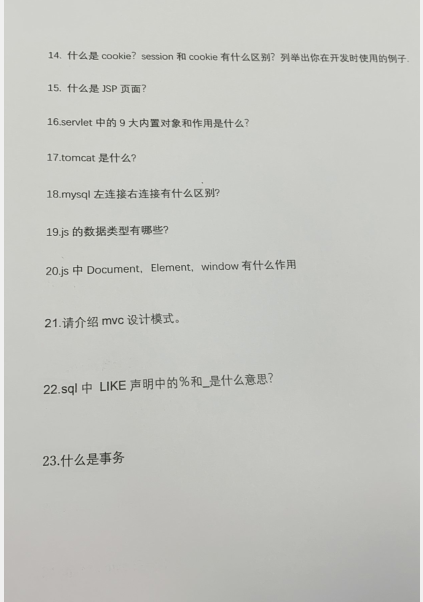 14. 什么是 cookie? session 和 cookie 有什么区别? 列举出你在开发时使用的例子.
15. 什么是 JSP 页面?
16.servlet 中的 9 大内置对象和作用是什么?
17.tomcat 是什么?
18.mysql 左连接右连接有什么区别?
19.js 的数据类型有哪些?
20.js 中 Document, Element, window 有什么作用
21.请介绍 mvc 设计模式。
22.sql 中 LIKE 声明中的%和_是什么意思?
23.什么是事务